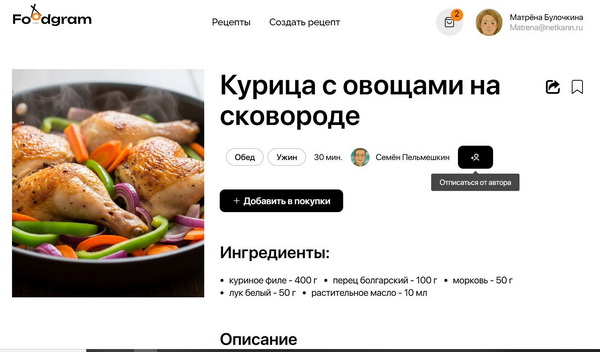 Foodgram
Рецепты Создать рецепт
2
Матрёна Булочкина
Matrena@netkann.ru
Курица с овощами на
сковороде
Обед Ужин 30 мин. Семён Пельмешкин
Отписаться от автора
+ Добавить в покупки
Ингредиенты:
• куриное филе - 400 г • перец болгарский - 100 г • морковь - 50 г
• лук белый - 50 г • растительное масло - 10 мл
Описание